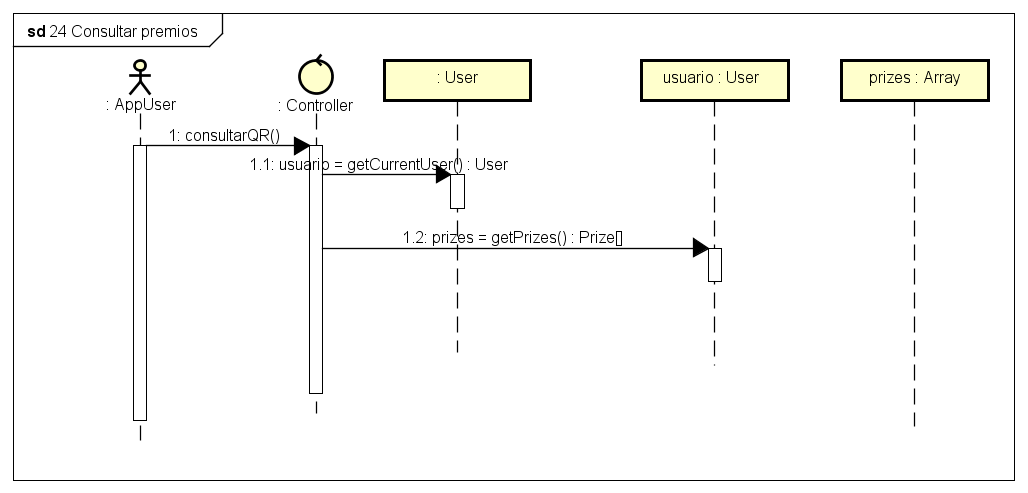 sd 24 Consultar premios
: AppUser
: Controller
: User
usuario : User
prizes : Array
1: consultarQR()
1.1: usuario = getCurrentUser() : User
1.2: prizes = getPrizes() : Prize[]